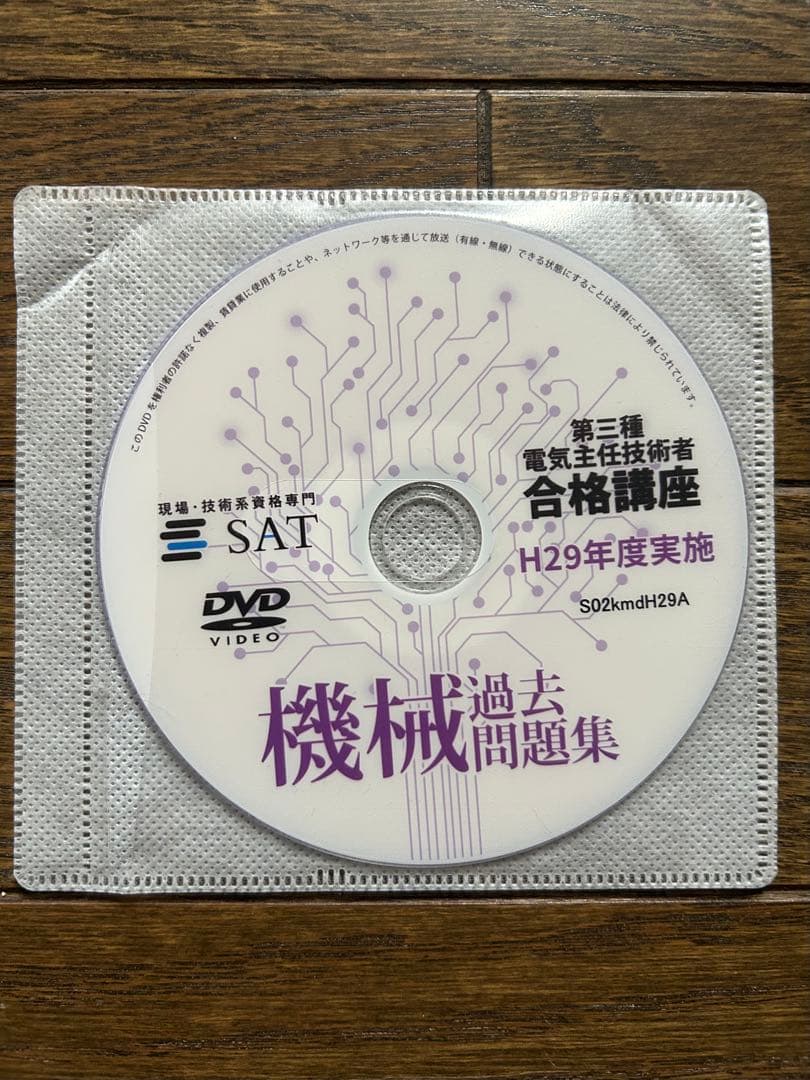 このDVDを権利者の許諾なく複製、賃貸業に使用することや、ネットワーク等を通じて放送（有線・無線）できる状態にすることは法律により禁じられています。
第三種
電気主任技術者
合格講座
現場・技術系資格専門
SAT
H29年度実施
S02kmdH29A
DVD
VIDEO
機械過去
問題集